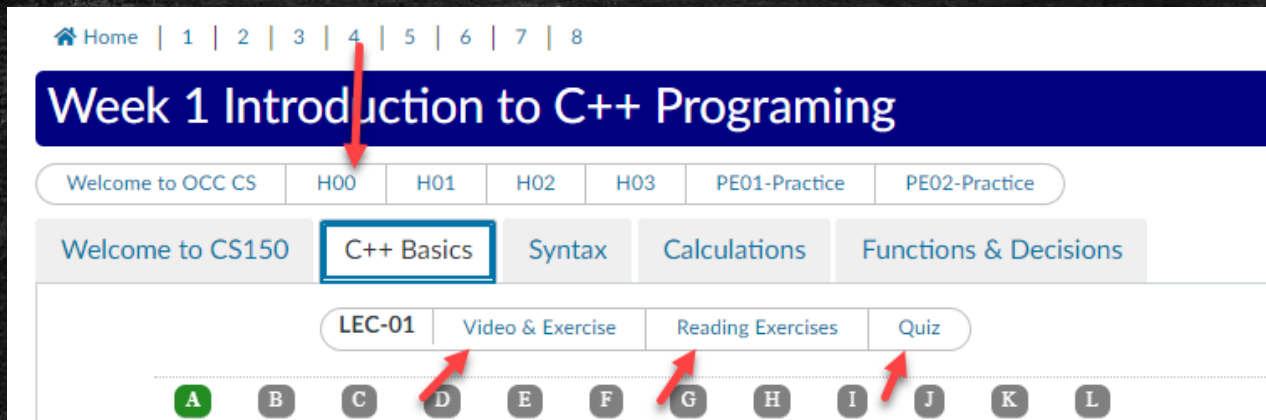 Home | 1 | 2 | 3 | 4 | 5 | 6 | 7 | 8
Week 1 Introduction to C++ Programing
Welcome to OCC CS H00 H01 H02 H03 PE01-Practice PE02-Practice
Welcome to CS150 C++ Basics Syntax Calculations Functions & Decisions
LEC-01 Video & Exercise Reading Exercises Quiz
A B C D E F G H I J K L